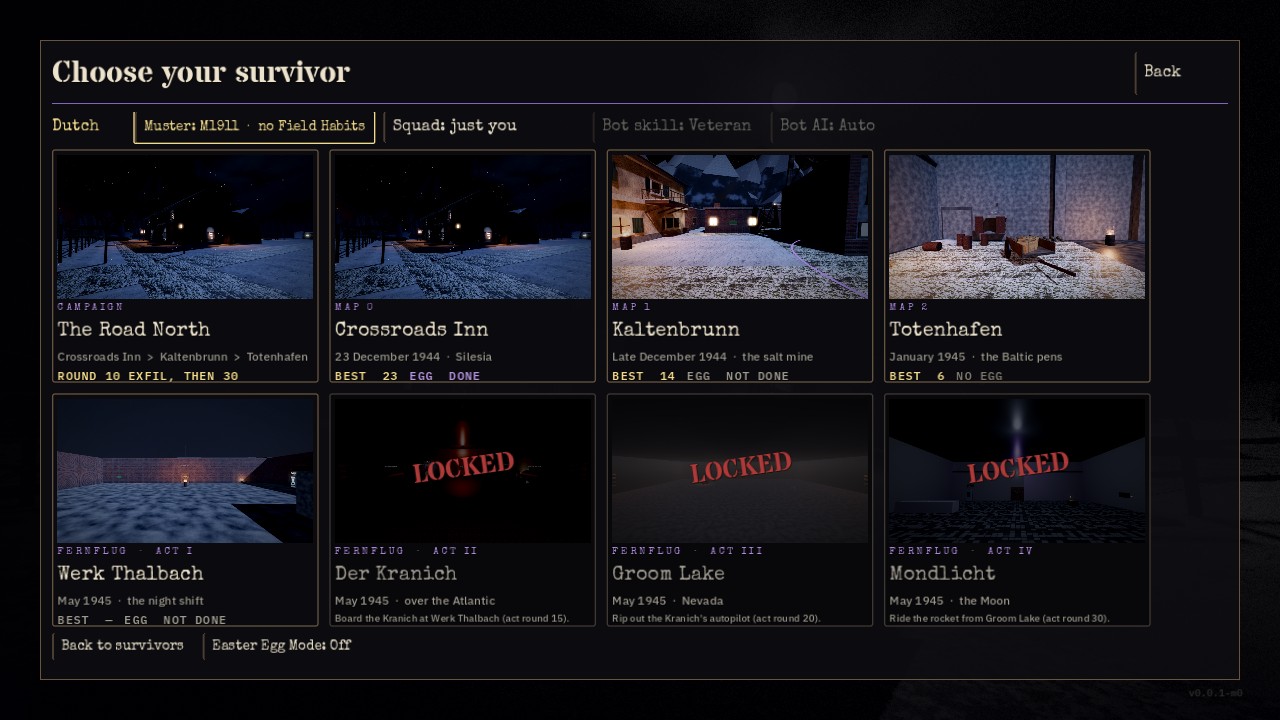 Choose your survivor
Back
Dutch
Muster: M1911 · no Field Habits
Squad: just you
Bot skill: Veteran
Bot AI: Auto
CAMPAIGN
The Road North
Crossroads Inn > Kaltenbrunn > Totenhafen
ROUND 10 EXFIL, THEN 30
MAP 0
Crossroads Inn
23 December 1944 · Silesia
BEST 23 EGG DONE
MAP 1
Kaltenbrunn
Late December 1944 · the salt mine
BEST 14 EGG NOT DONE
MAP 2
Totenhafen
January 1945 · the Baltic pens
BEST 6 NO EGG
FERNFLUG · ACT I
Werk Thalbach
May 1945 · the night shift
BEST — EGG NOT DONE
LOCKED
FERNFLUG · ACT II
Der Kranich
May 1945 · over the Atlantic
Board the Kranich at Werk Thalbach (act round 15).
LOCKED
FERNFLUG · ACT III
Groom Lake
May 1945 · Nevada
Rip out the Kranich's autopilot (act round 20).
LOCKED
FERNFLUG · ACT IV
Mondlicht
May 1945 · the Moon
Ride the rocket from Groom Lake (act round 30).
Back to survivors
Easter Egg Mode: Off
v0.0.1-m0